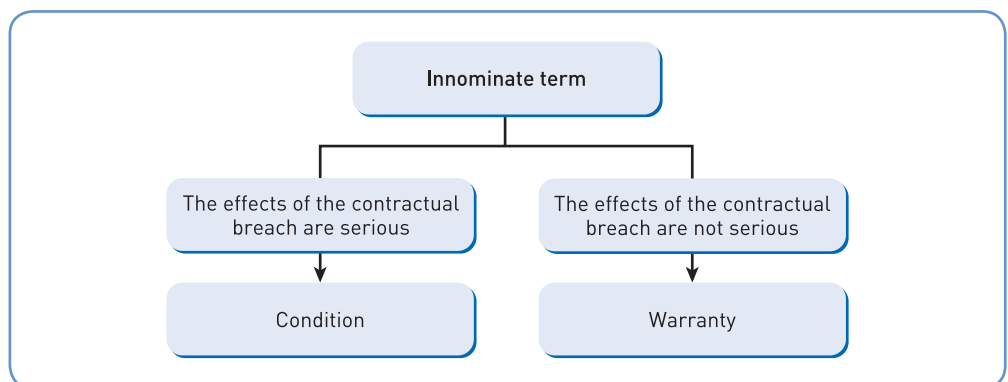 Innominate term
The effects of the contractual
breach are serious
The effects of the contractual
breach are not serious
Condition
Warranty